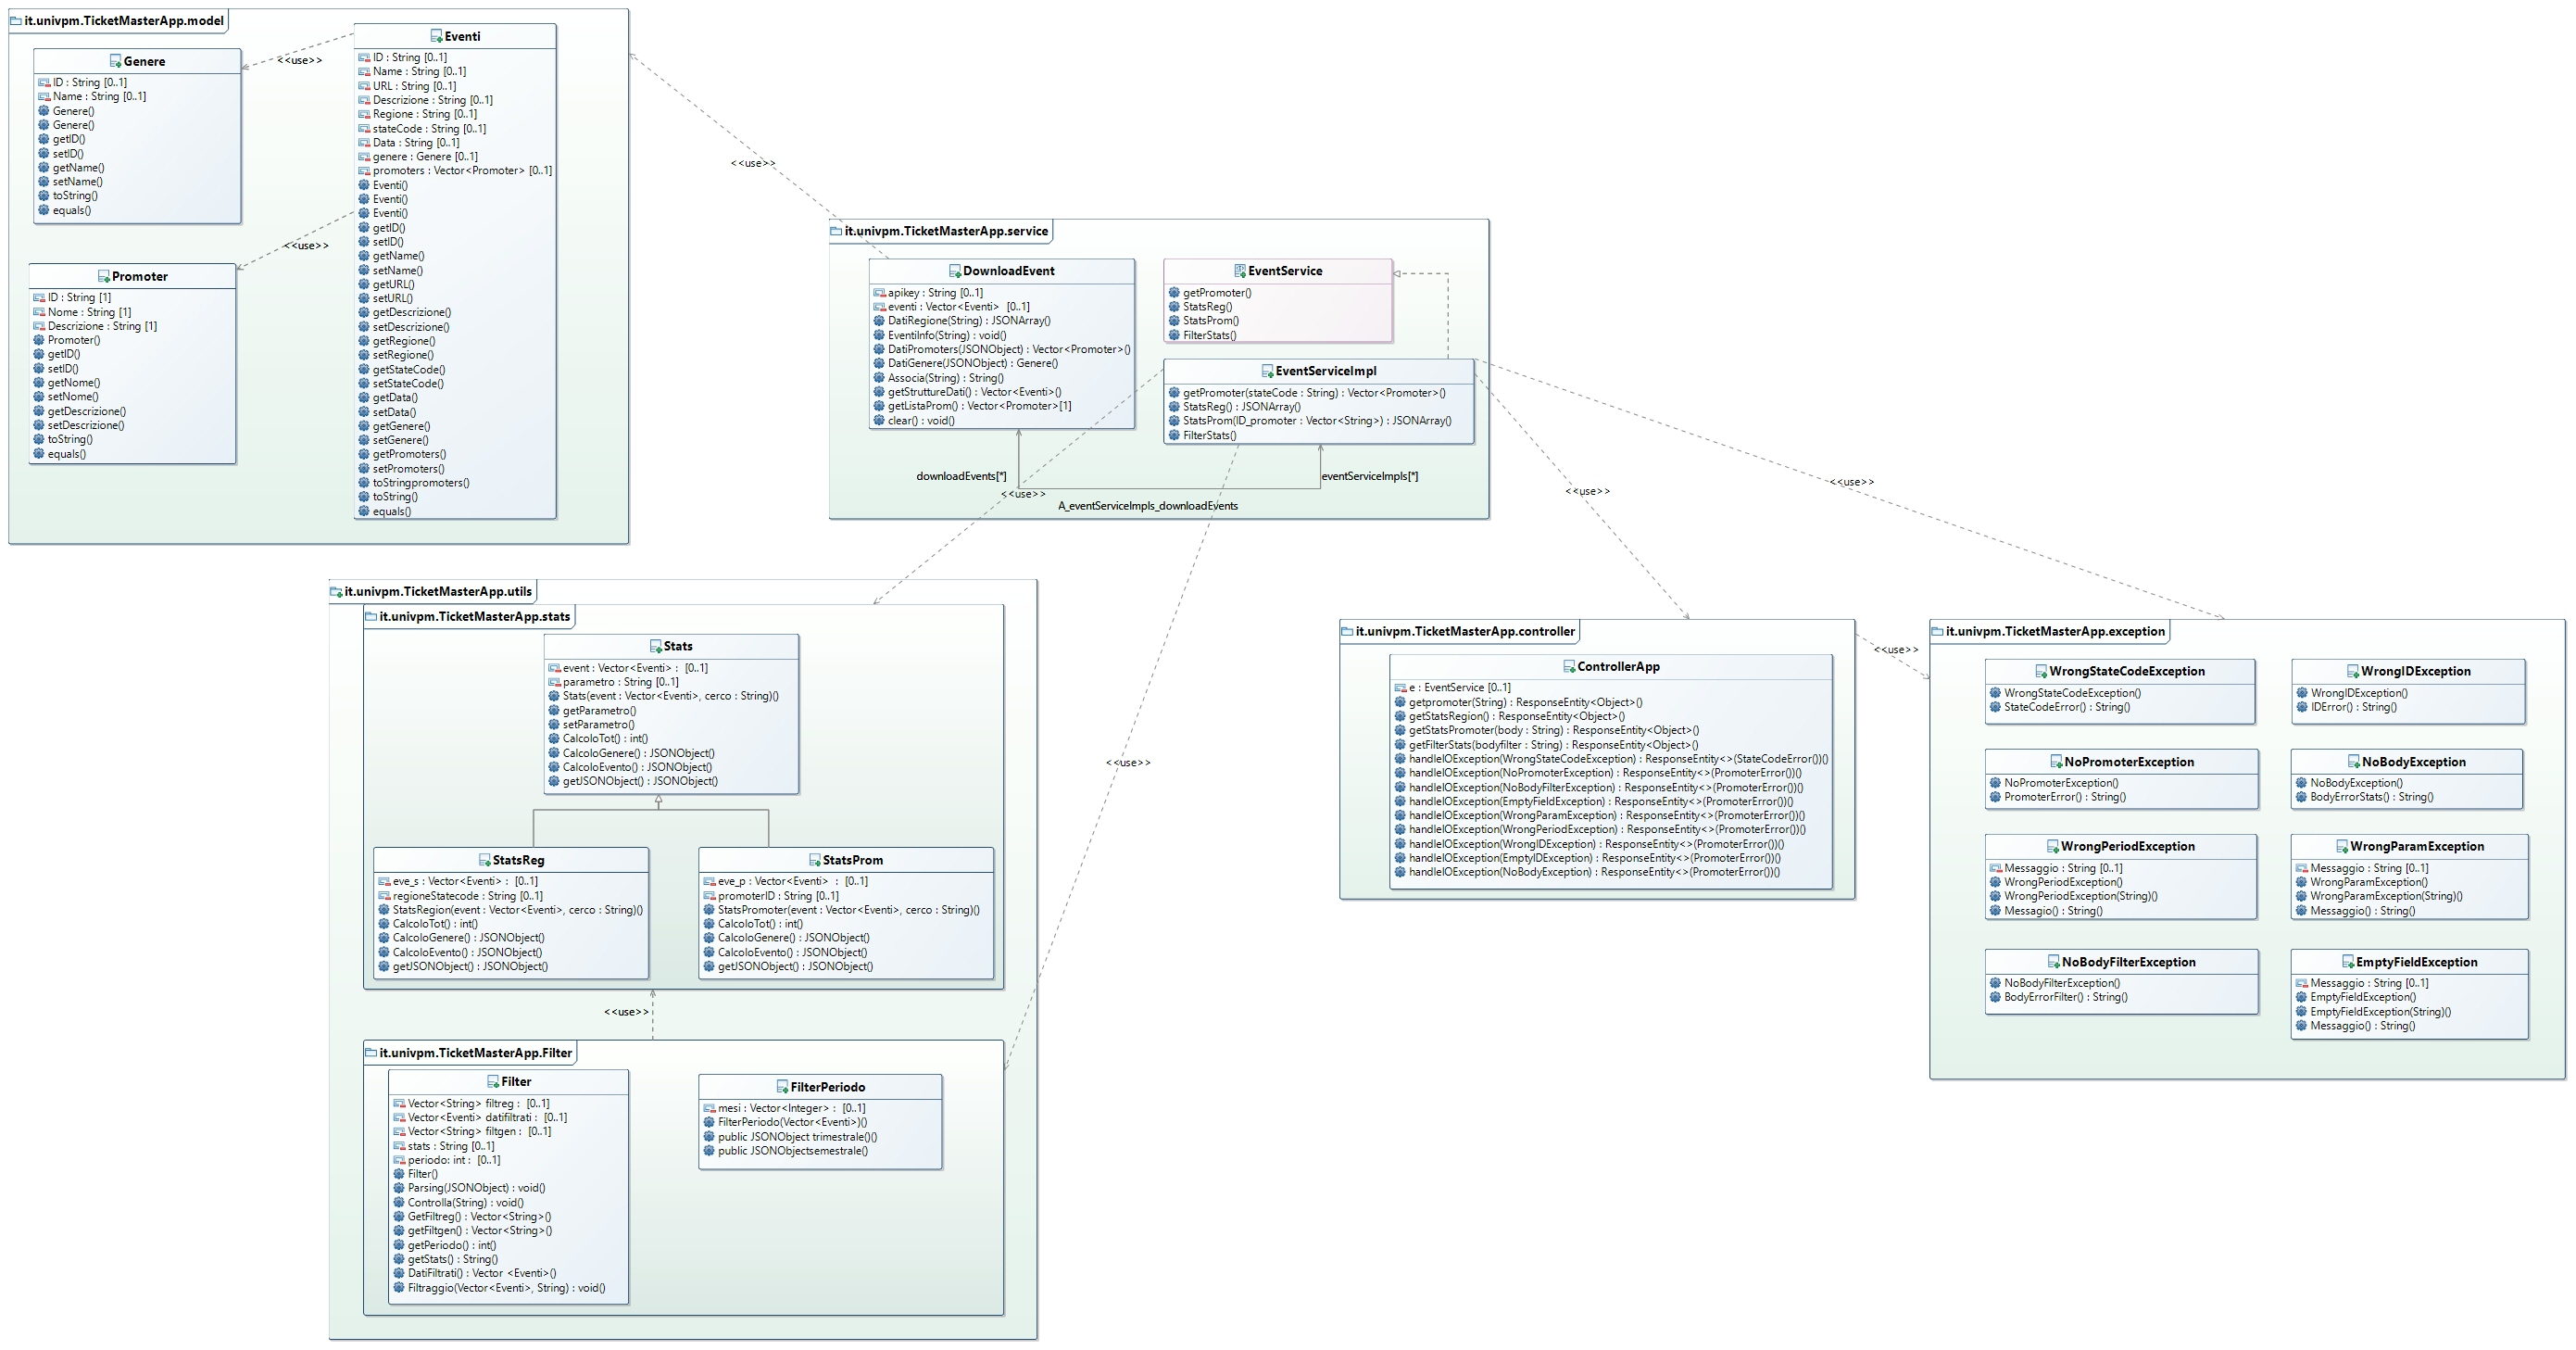 it.univpm.TicketMasterApp.model
Genere
ID : String [0..1]
Name : String [0..1]
Genere()
Genere()
getID()
setID()
getName()
setName()
toString()
equals()
<<use>>
Eventi
ID : String [0..1]
Name : String [0..1]
URL : String [0..1]
Descrizione : String [0..1]
Regione : String [0..1]
stateCode : String [0..1]
Data : String [0..1]
genere : Genere [0..1]
promoters : Vector<Promoter> [0..1]
Eventi()
Eventi()
Eventi()
getID()
setID()
getName()
setName()
getURL()
setURL()
getDescrizione()
setDescrizione()
getRegione()
setRegione()
getStateCode()
setStateCode()
getData()
setData()
getGenere()
setGenere()
getPromoters()
setPromoters()
toStringpromoters()
toString()
equals()
<<use>>
Promoter
ID : String [1]
Nome : String [1]
Descrizione : String [1]
Promoter()
getID()
setID()
getNome()
setNome()
getDescrizione()
setDescrizione()
toString()
equals()
<<use>>
it.univpm.TicketMasterApp.service
DownloadEvent
apikey : String [0..1]
eventi : Vector<Eventi> [0..1]
DatiRegione(String) : JSONArray()
EventiInfo(String) : void()
DatiPromoters(JSONObject) : Vector<Promoter>()
DatiGenere(JSONObject) : Genere()
Associa(String) : String()
getStruttureDati() : Vector<Eventi>()
getListaProm() : Vector<Promoter>[1]
clear() : void()
EventService
getPromoter()
StatsReg()
StatsProm()
FilterStats()
EventServiceImpl
getPromoter(stateCode : String) : Vector<Promoter>()
StatsReg() : JSONArray()
StatsProm(ID_promoter : Vector<String>) : JSONArray()
FilterStats()
downloadEvents[*]
eventServiceImpls[*]
<<use>>
A_eventServiceImpls_downloadEvents
<<use>>
<<use>>
<<use>>
it.univpm.TicketMasterApp.utils
it.univpm.TicketMasterApp.stats
Stats
event : Vector<Eventi> : [0..1]
parametro : String [0..1]
Stats(event : Vector<Eventi>, cerco : String)()
getParametro()
setParametro()
CalcoloTot() : int()
CalcoloGenere() : JSONObject()
CalcoloEvento() : JSONObject()
getJSONObject() : JSONObject()
StatsReg
eve_s : Vector<Eventi> : [0..1]
regioneStatecode : String [0..1]
StatsRegion(event : Vector<Eventi>, cerco : String)()
CalcoloTot() : int()
CalcoloGenere() : JSONObject()
CalcoloEvento() : JSONObject()
getJSONObject() : JSONObject()
StatsProm
eve_p : Vector<Eventi> : [0..1]
promoterID : String [0..1]
StatsPromoter(event : Vector<Eventi>, cerco : String)()
CalcoloTot() : int()
CalcoloGenere() : JSONObject()
CalcoloEvento() : JSONObject()
getJSONObject() : JSONObject()
<<use>>
it.univpm.TicketMasterApp.Filter
Filter
Vector<String> filtreg : [0..1]
Vector<Eventi> datifiltrati : [0..1]
Vector<String> filtgen : [0..1]
stats : String [0..1]
periodo: int : [0..1]
Filter()
Parsing(JSONObject) : void()
Controlla(String) : void()
GetFiltreg() : Vector<String>()
getFiltgen() : Vector<String>()
getPeriodo() : int()
getStats() : String()
DatiFiltrati() : Vector <Eventi>()
Filtraggio(Vector<Eventi>, String) : void()
FilterPeriodo
mesi : Vector<Integer> : [0..1]
FilterPeriodo(Vector<Eventi>)()
public JSONObject trimestrale()()
public JSONObjectsemestrale()
it.univpm.TicketMasterApp.controller
ControllerApp
e : EventService [0..1]
getpromoter(String) : ResponseEntity<Object>()
getStatsRegion() : ResponseEntity<Object>()
getStatsPromoter(body : String) : ResponseEntity<Object>()
getFilterStats(bodyfilter : String) : ResponseEntity<Object>()
handleIOException(WrongStateCodeException) : ResponseEntity<>(StateCodeError())()
handleIOException(NoPromoterException) : ResponseEntity<>(PromoterError())()
handleIOException(NoBodyFilterException) : ResponseEntity<>(PromoterError())()
handleIOException(EmptyFieldException) : ResponseEntity<>(PromoterError())()
handleIOException(WrongParamException) : ResponseEntity<>(PromoterError())()
handleIOException(WrongPeriodException) : ResponseEntity<>(PromoterError())()
handleIOException(WrongIDException) : ResponseEntity<>(PromoterError())()
handleIOException(EmptyIDException) : ResponseEntity<>(PromoterError())()
handleIOException(NoBodyException) : ResponseEntity<>(PromoterError())()
<<use>>
it.univpm.TicketMasterApp.exception
WrongStateCodeException
WrongStateCodeException()
StateCodeError() : String()
WrongIDException
WrongIDException()
IDError() : String()
NoPromoterException
NoPromoterException()
PromoterError() : String()
NoBodyException
NoBodyException()
BodyErrorStats() : String()
WrongPeriodException
Messaggio : String [0..1]
WrongPeriodException()
WrongPeriodException(String)()
Messagio() : String()
WrongParamException
Messaggio : String [0..1]
WrongParamException()
WrongParamException(String)()
Messaggio() : String()
NoBodyFilterException
NoBodyFilterException()
BodyErrorFilter() : String()
EmptyFieldException
Messaggio : String [0..1]
EmptyFieldException()
EmptyFieldException(String)()
Messaggio() : String()